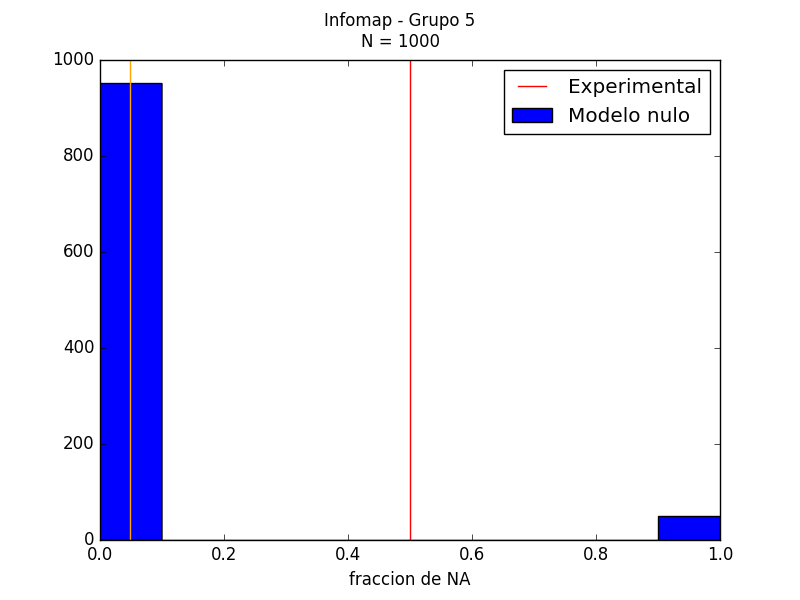 Infomap - Grupo 5
N = 1000
1000
800
600
400
200
0
Experimental
Modelo nulo
0.0 0.2 0.4 0.6 0.8 1.0
fraccion de NA